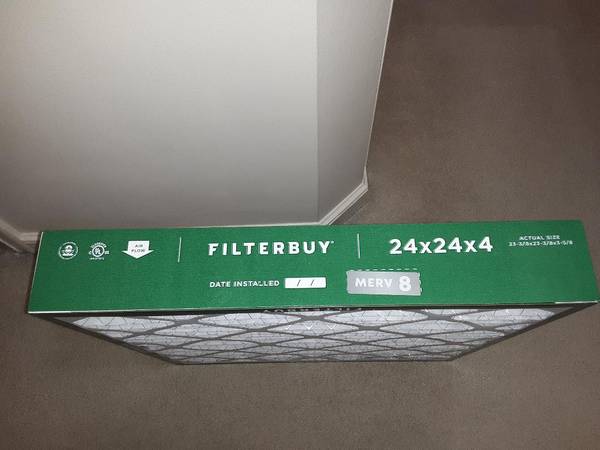 AIR FLOW
FILTERBUY
24x24x4
ACTUAL SIZE
23-3/8x23-3/8x3-5/8
DATE INSTALLED / /
MERV 8